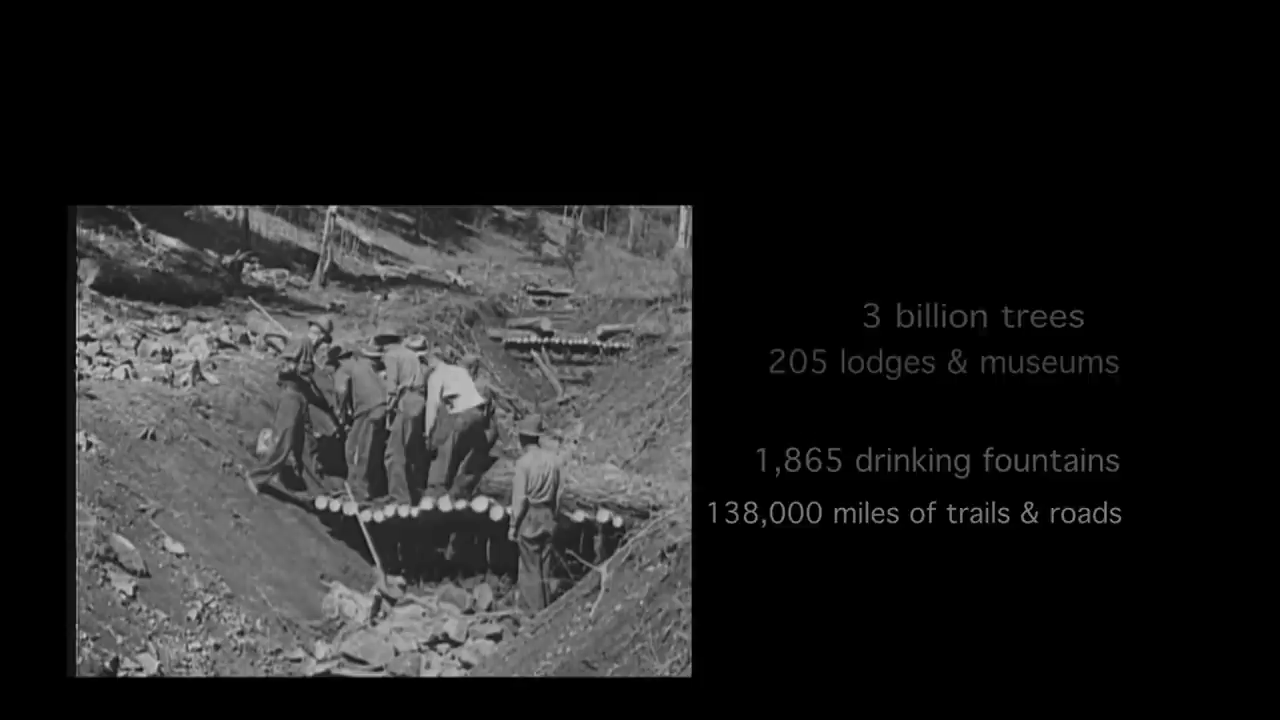 3 billion trees
205 lodges & museums
1,865 drinking fountains
138,000 miles of trails & roads